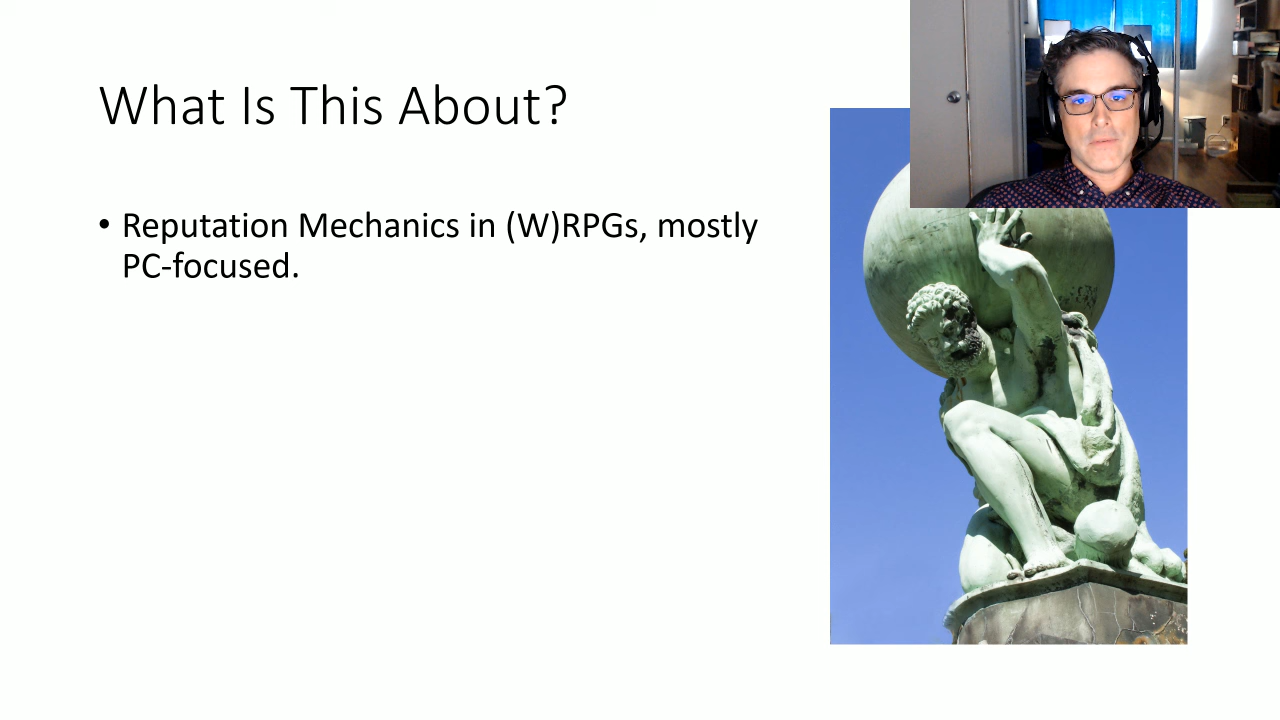 What Is This About?
• Reputation Mechanics in (W)RPGs, mostly
PC-focused.